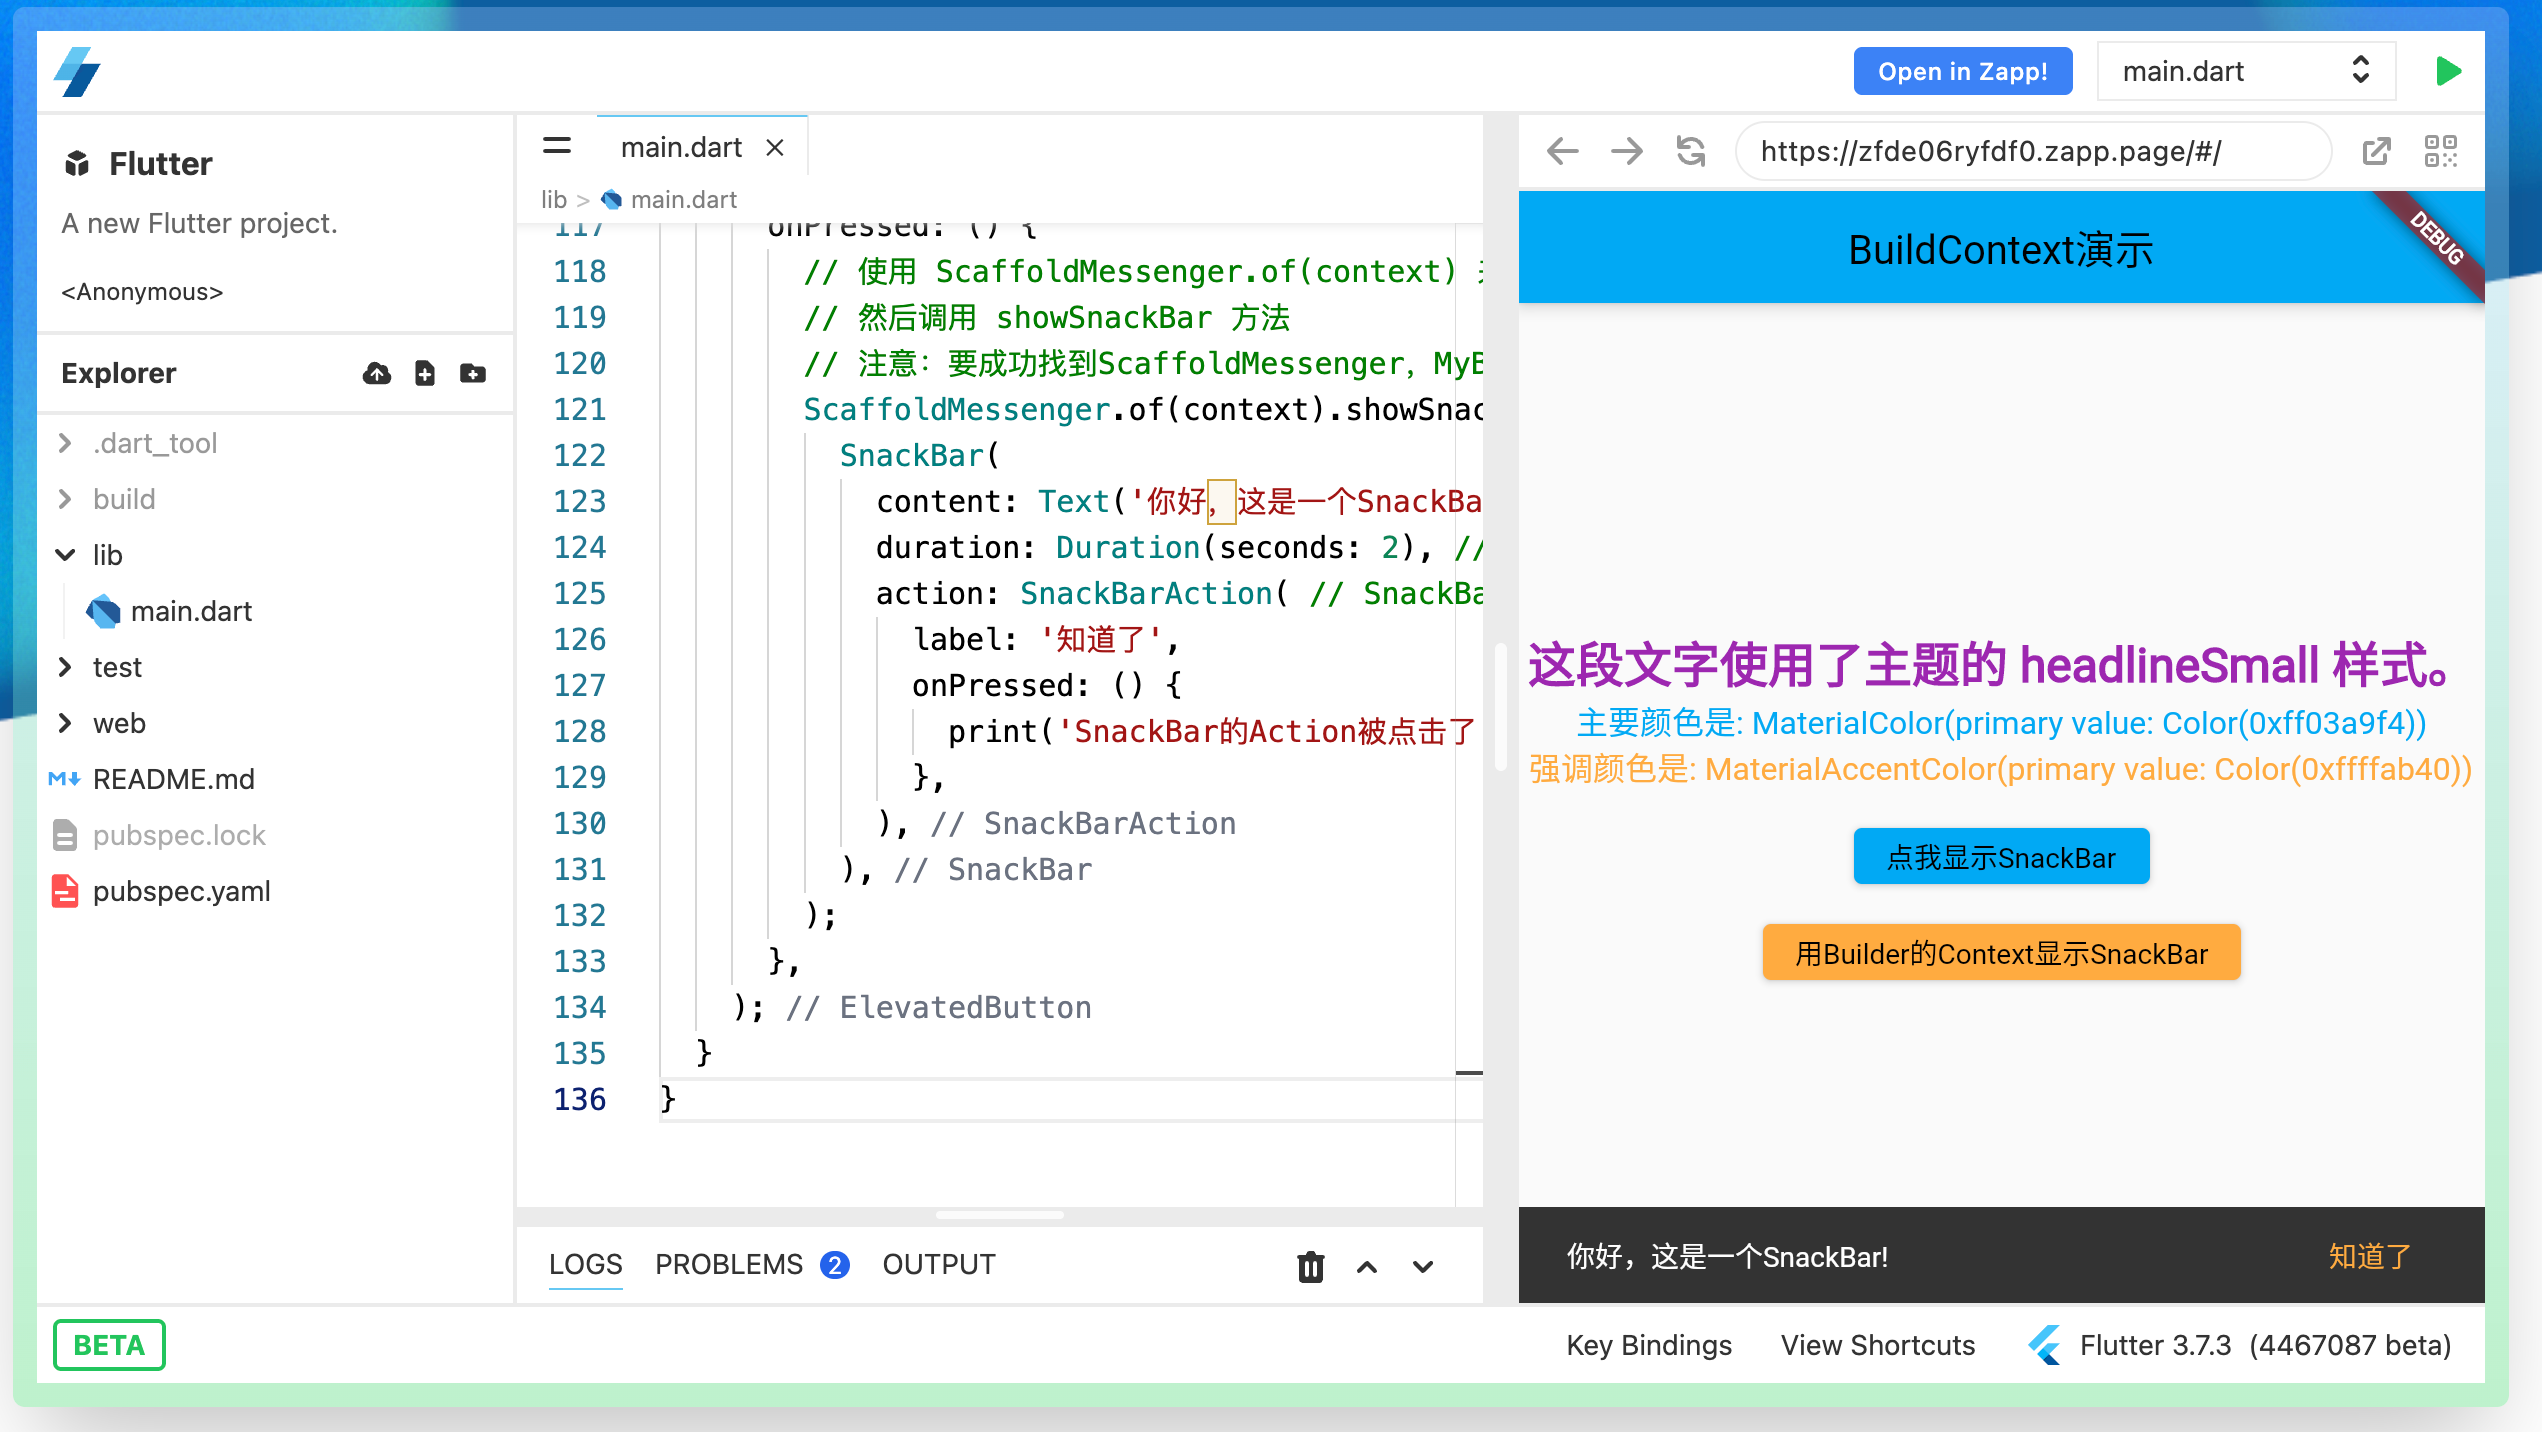 Open in Zapp!
main.dart
Flutter
A new Flutter project.
<Anonymous>
Explorer
.dart_tool
build
lib
main.dart
test
web
README.md
pubspec.lock
pubspec.yaml
main.dart
lib > main.dart
117 onPressed: () {
118 // 使用 ScaffoldMessenger.of(context)
119 // 然后调用 showSnackBar 方法
120 // 注意：要成功找到ScaffoldMessenger，MyB
121 ScaffoldMessenger.of(context).showSnac
122 SnackBar(
123 content: Text('你好，这是一个SnackBa
124 duration: Duration(seconds: 2), //
125 action: SnackBarAction( // SnackBa
126 label: '知道了',
127 onPressed: () {
128 print('SnackBar的Action被点击了
129 },
130 ), // SnackBarAction
131 ), // SnackBar
132 );
133 },
134 ); // ElevatedButton
135 }
136 }
LOGS PROBLEMS 2 OUTPUT
https://zfde06ryfdf0.zapp.page/#/
BuildContext演示
DEBUG
这段文字使用了主题的 headlineSmall 样式。
主要颜色是: MaterialColor(primary value: Color(0xff03a9f4))
强调颜色是: MaterialAccentColor(primary value: Color(0xffffab40))
点我显示SnackBar
用Builder的Context显示SnackBar
你好，这是一个SnackBar! 知道了
BETA
Key Bindings View Shortcuts Flutter 3.7.3 (4467087 beta)